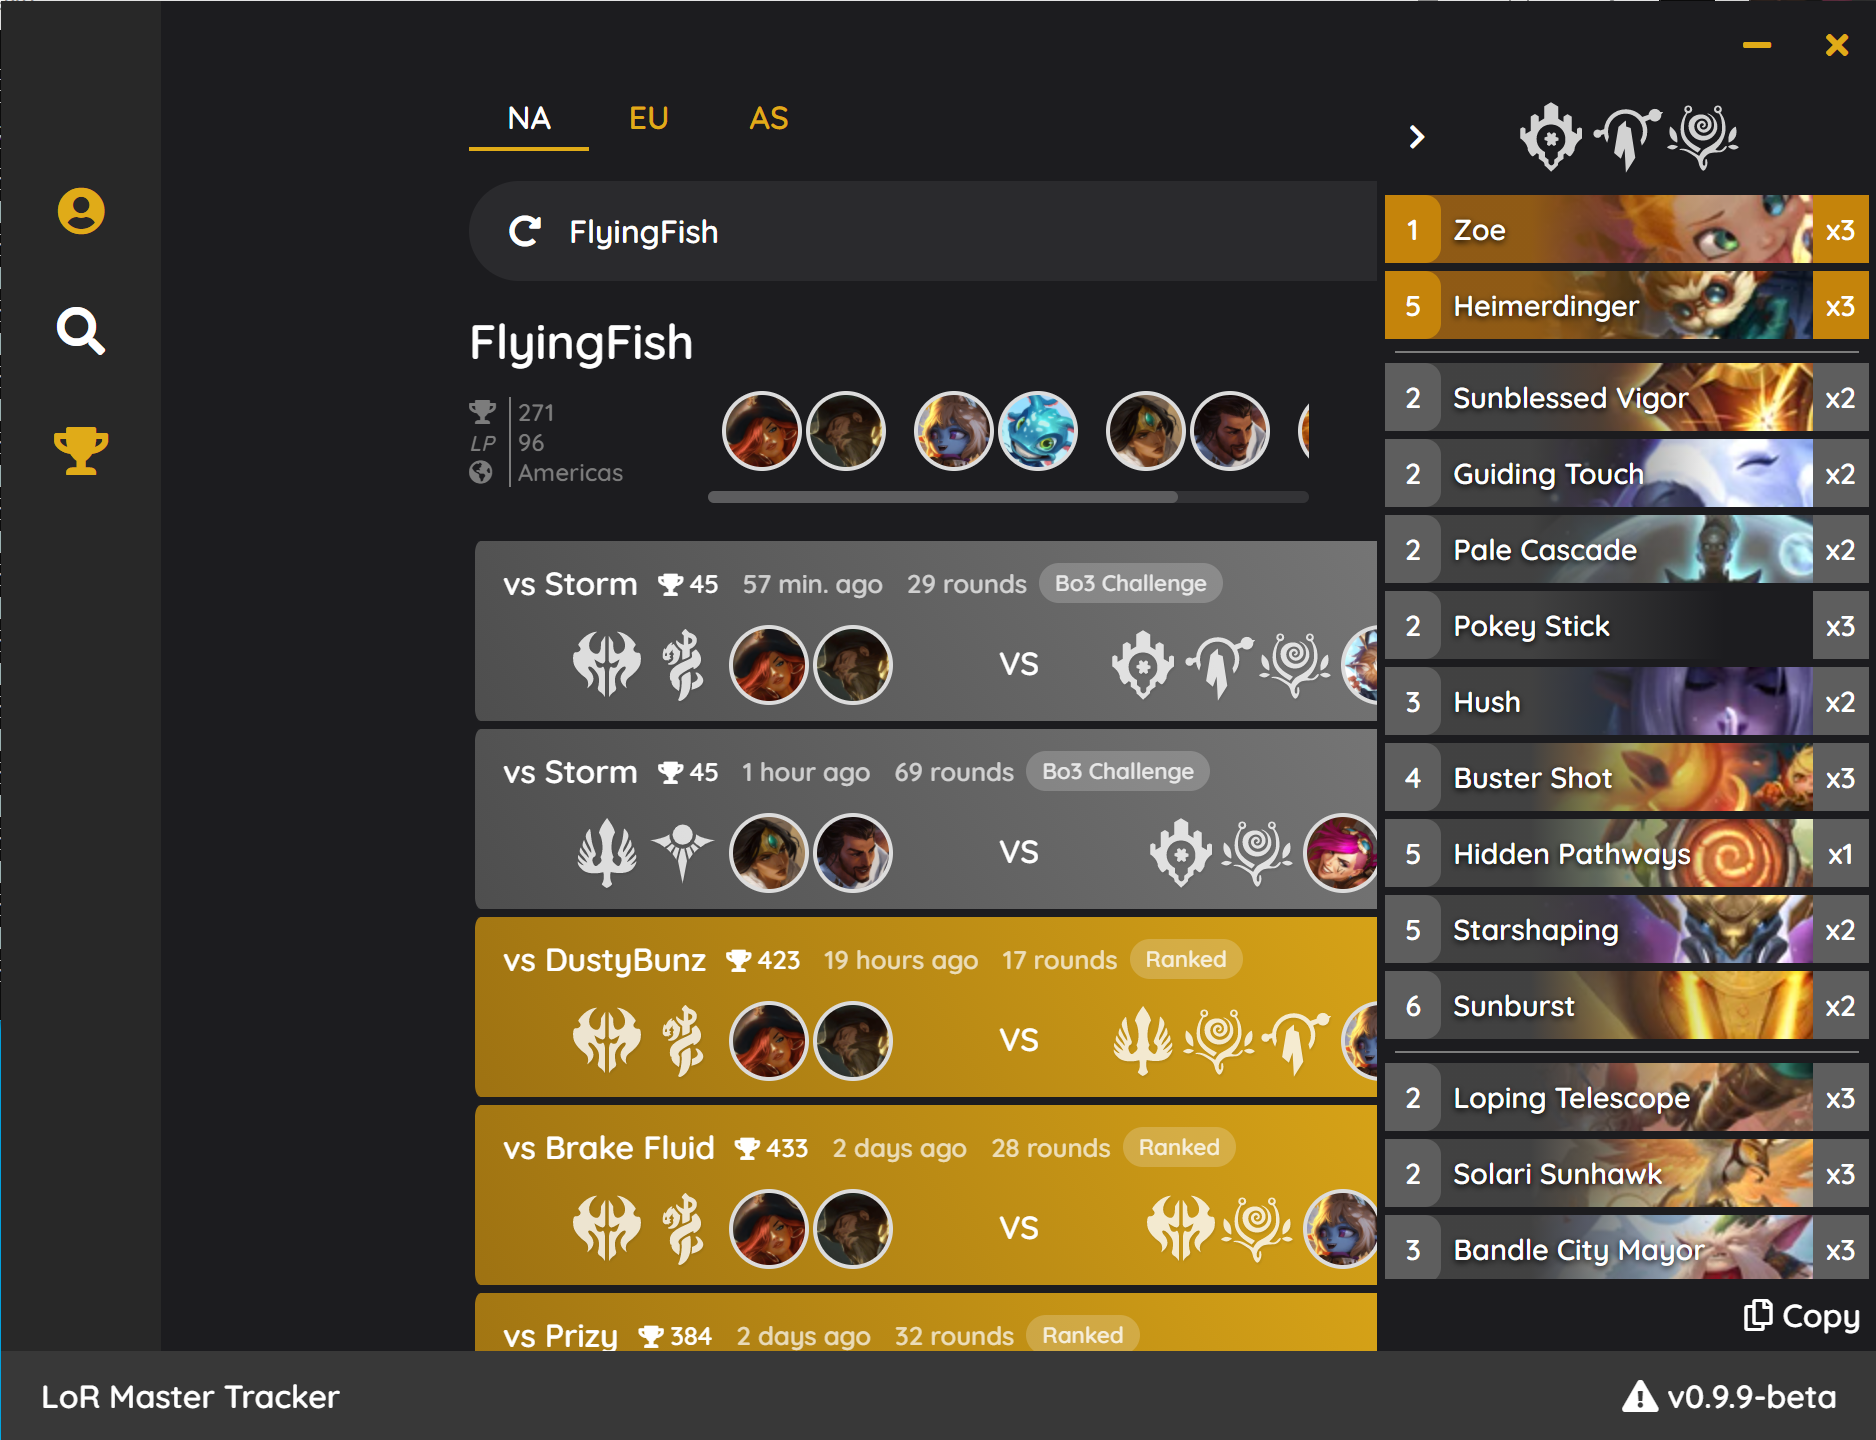 NA EU AS
FlyingFish
FlyingFish
271
LP 96
Americas
vs Storm 45 57 min. ago 29 rounds Bo3 Challenge
VS
vs Storm 45 1 hour ago 69 rounds Bo3 Challenge
VS
vs DustyBunz 423 19 hours ago 17 rounds Ranked
VS
vs Brake Fluid 433 2 days ago 28 rounds Ranked
VS
vs Prizy 384 2 days ago 32 rounds Ranked
1 Zoe x3
5 Heimerdinger x3
2 Sunblessed Vigor x2
2 Guiding Touch x2
2 Pale Cascade x2
2 Pokey Stick x3
3 Hush x2
4 Buster Shot x3
5 Hidden Pathways x1
5 Starshaping x2
6 Sunburst x2
2 Loping Telescope x3
2 Solari Sunhawk x3
3 Bandle City Mayor x3
Copy
LoR Master Tracker
v0.9.9-beta